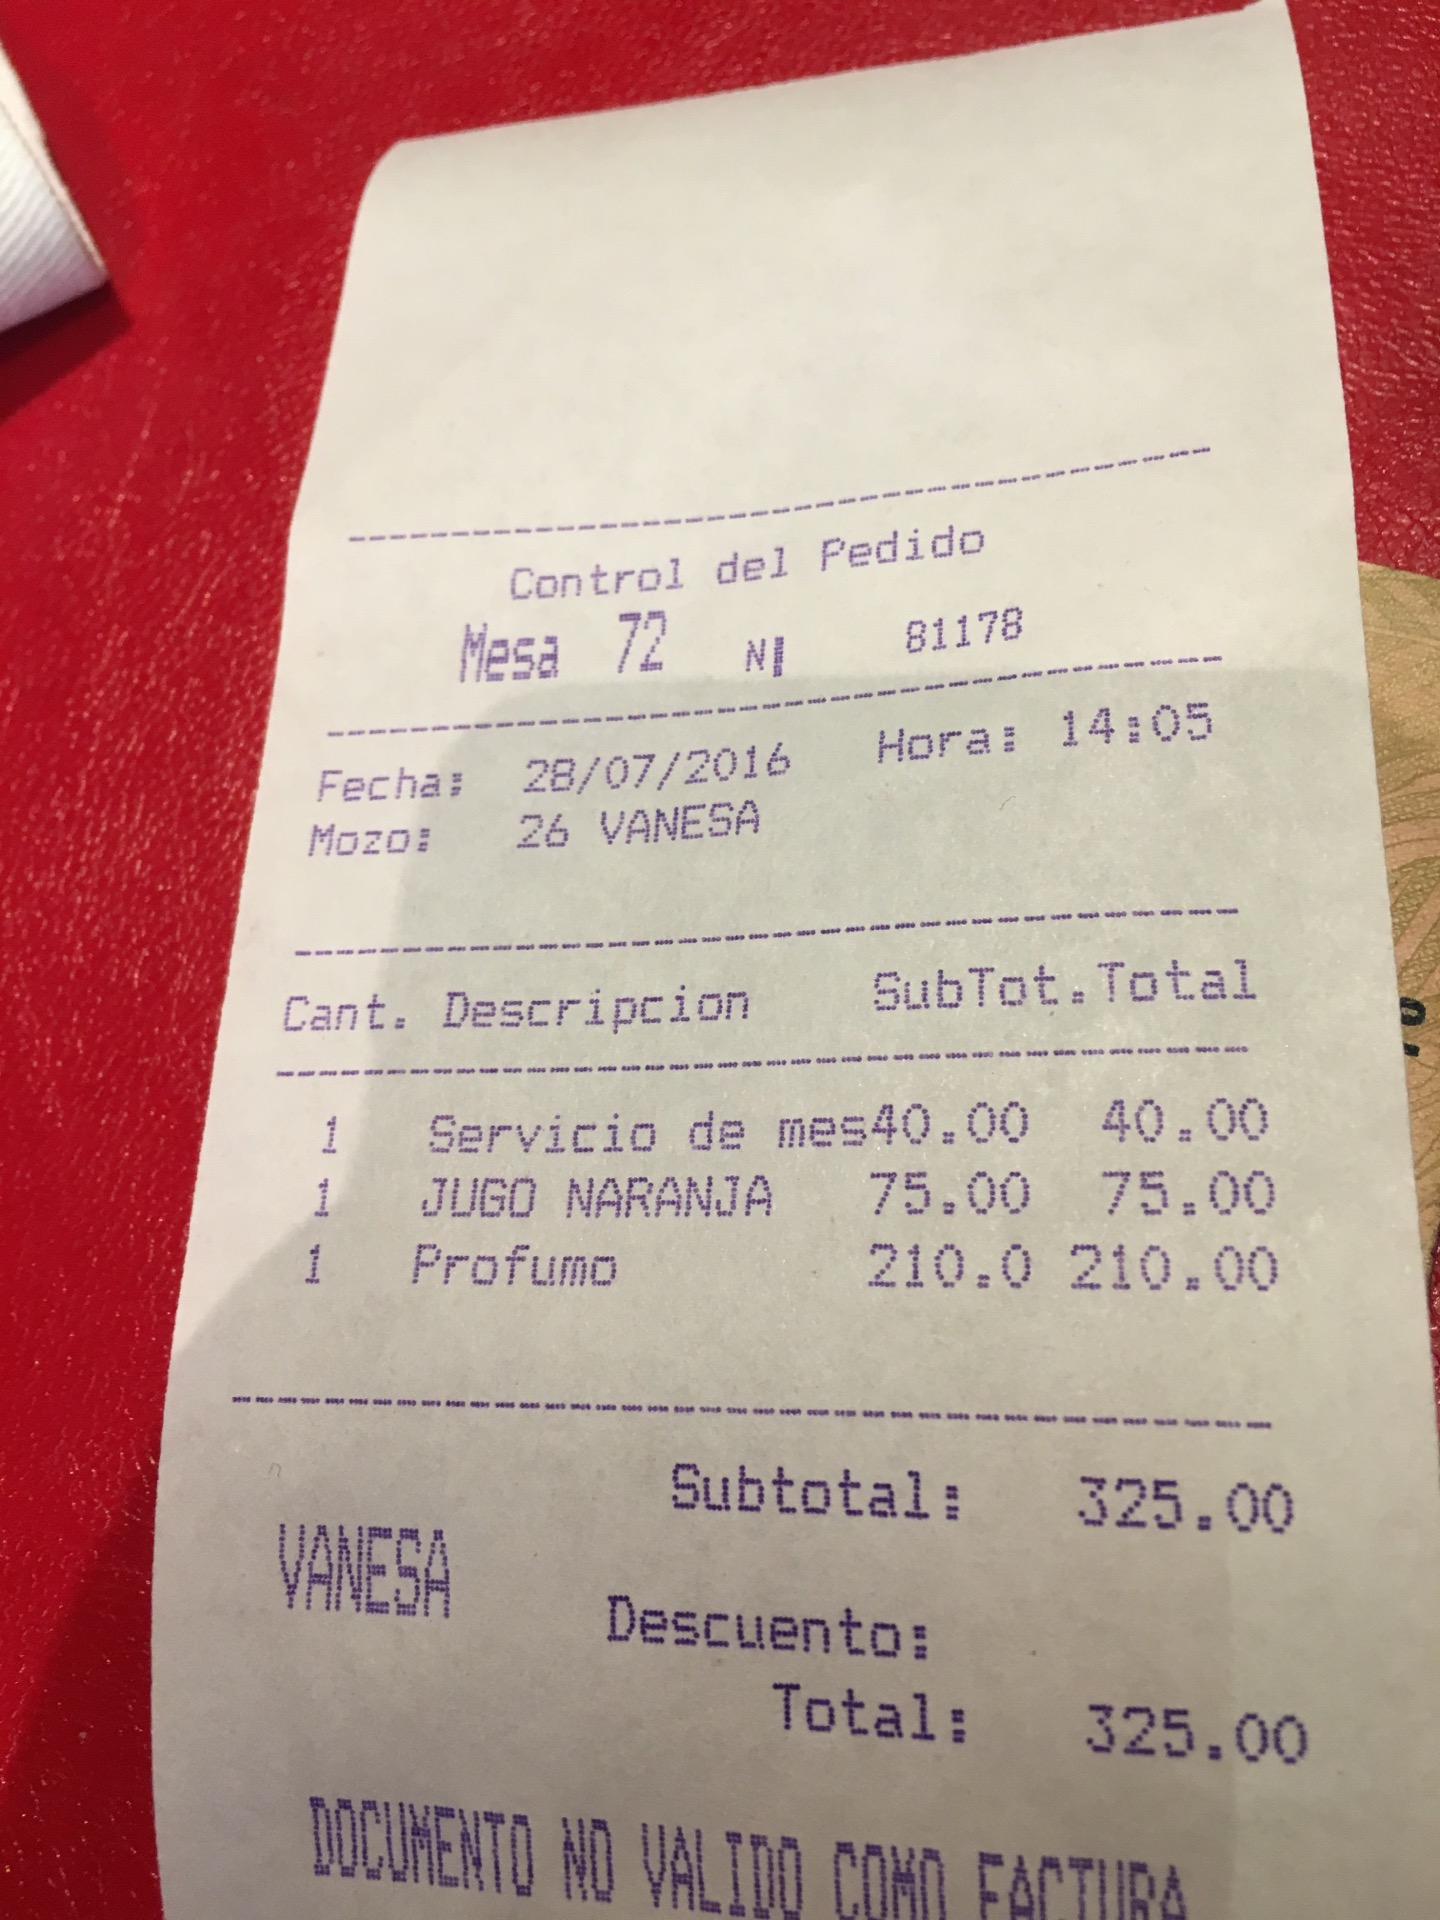 Control del Pedido
Mesa 72 N 81178
Fecha: 28/07/2016 Hora: 14:05
Mozo: 26 VANESA
Cant. Descripcion SubTot.Total
1 Servicio de mes40.00 40.00
1 JUGO NARANJA 75.00 75.00
1 Profumo 210.0 210.00
Subtotal: 325.00
VANESA
Descuento:
Total: 325.00
DOCUMENTO NO VALIDO COMO FACTURA